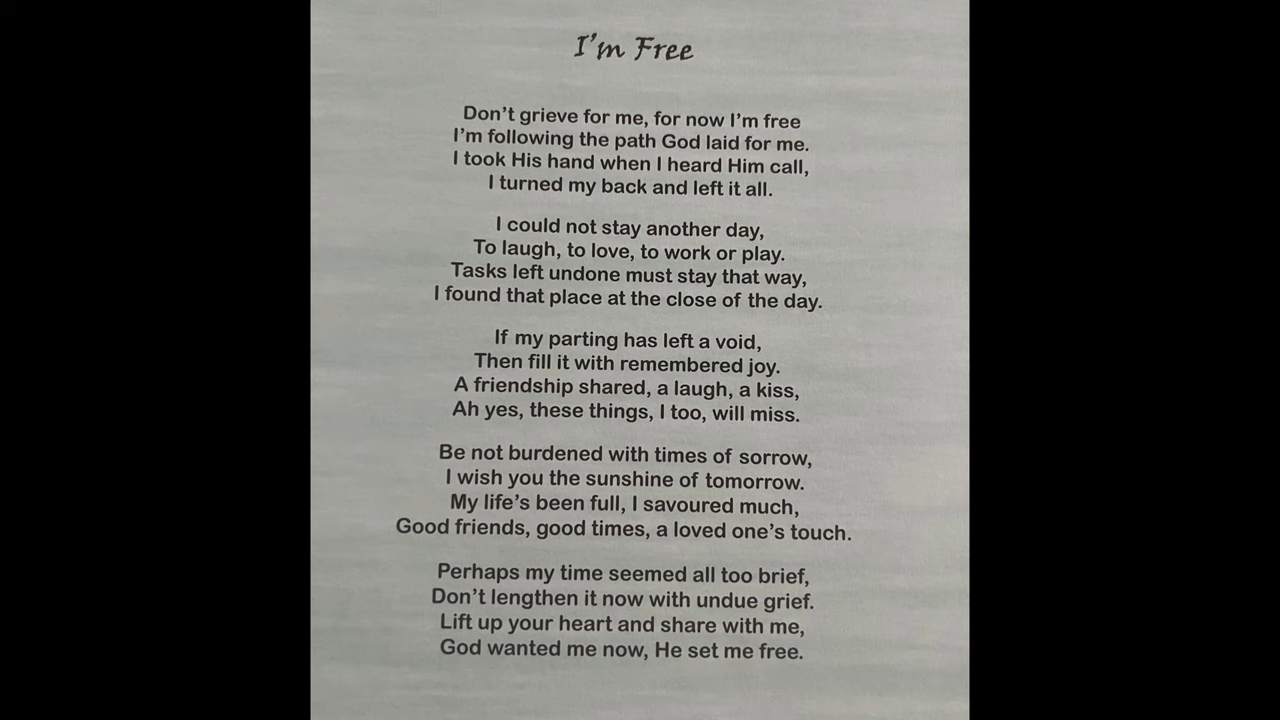 I'm Free
Don't grieve for me, for now I'm free
I'm following the path God laid for me.
I took His hand when I heard Him call,
I turned my back and left it all.
I could not stay another day,
To laugh, to love, to work or play.
Tasks left undone must stay that way,
I found that place at the close of the day.
If my parting has left a void,
Then fill it with remembered joy.
A friendship shared, a laugh, a kiss,
Ah yes, these things, I too, will miss.
Be not burdened with times of sorrow,
I wish you the sunshine of tomorrow.
My life's been full, I savoured much,
Good friends, good times, a loved one's touch.
Perhaps my time seemed all too brief,
Don't lengthen it now with undue grief.
Lift up your heart and share with me,
God wanted me now, He set me free.